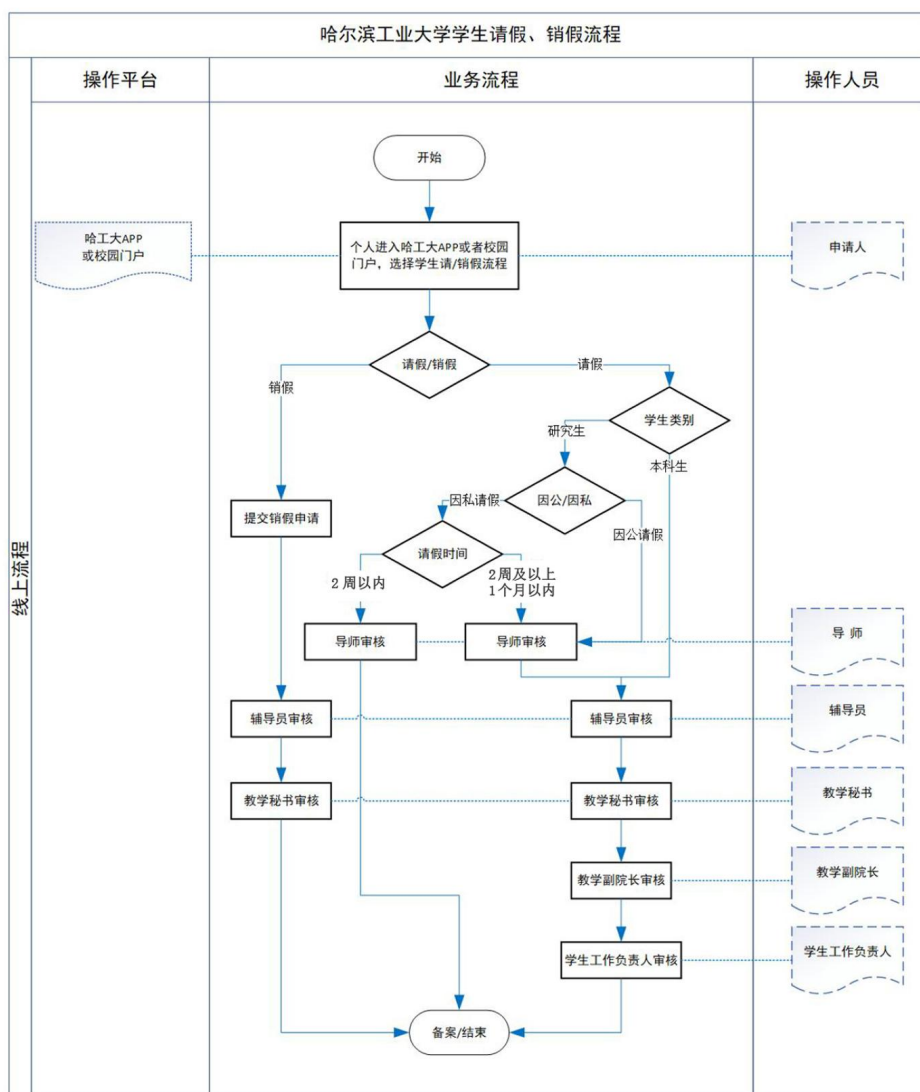 哈尔滨工业大学学生请假、销假流程
操作平台
业务流程
操作人员
线上流程
开始
哈工大APP
或校园门户
个人进入哈工大APP或者校园
门户，选择学生请/销假流程
申请人
请假/销假
销假
请假
学生类别
研究生
本科生
因公/因私
因私请假
因公请假
提交销假申请
请假时间
2周以内
2周及以上
1个月以内
导师审核
导师审核
导 师
辅导员审核
辅导员审核
辅导员
教学秘书审核
教学秘书审核
教学秘书
教学副院长审核
教学副院长
学生工作负责人审核
学生工作负责人
备案/结束